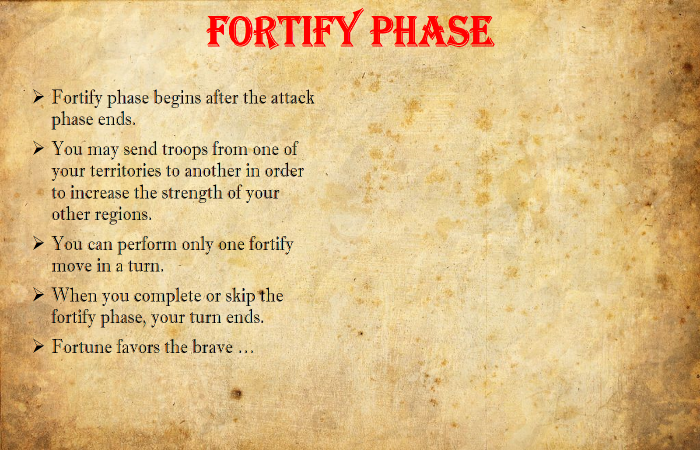 FORTIFY PHASE
➢ Fortify phase begins after the attack
phase ends.
➢ You may send troops from one of
your territories to another in order
to increase the strength of your
other regions.
➢ You can perform only one fortify
move in a turn.
➢ When you complete or skip the
fortify phase, your turn ends.
➢ Fortune favors the brave …